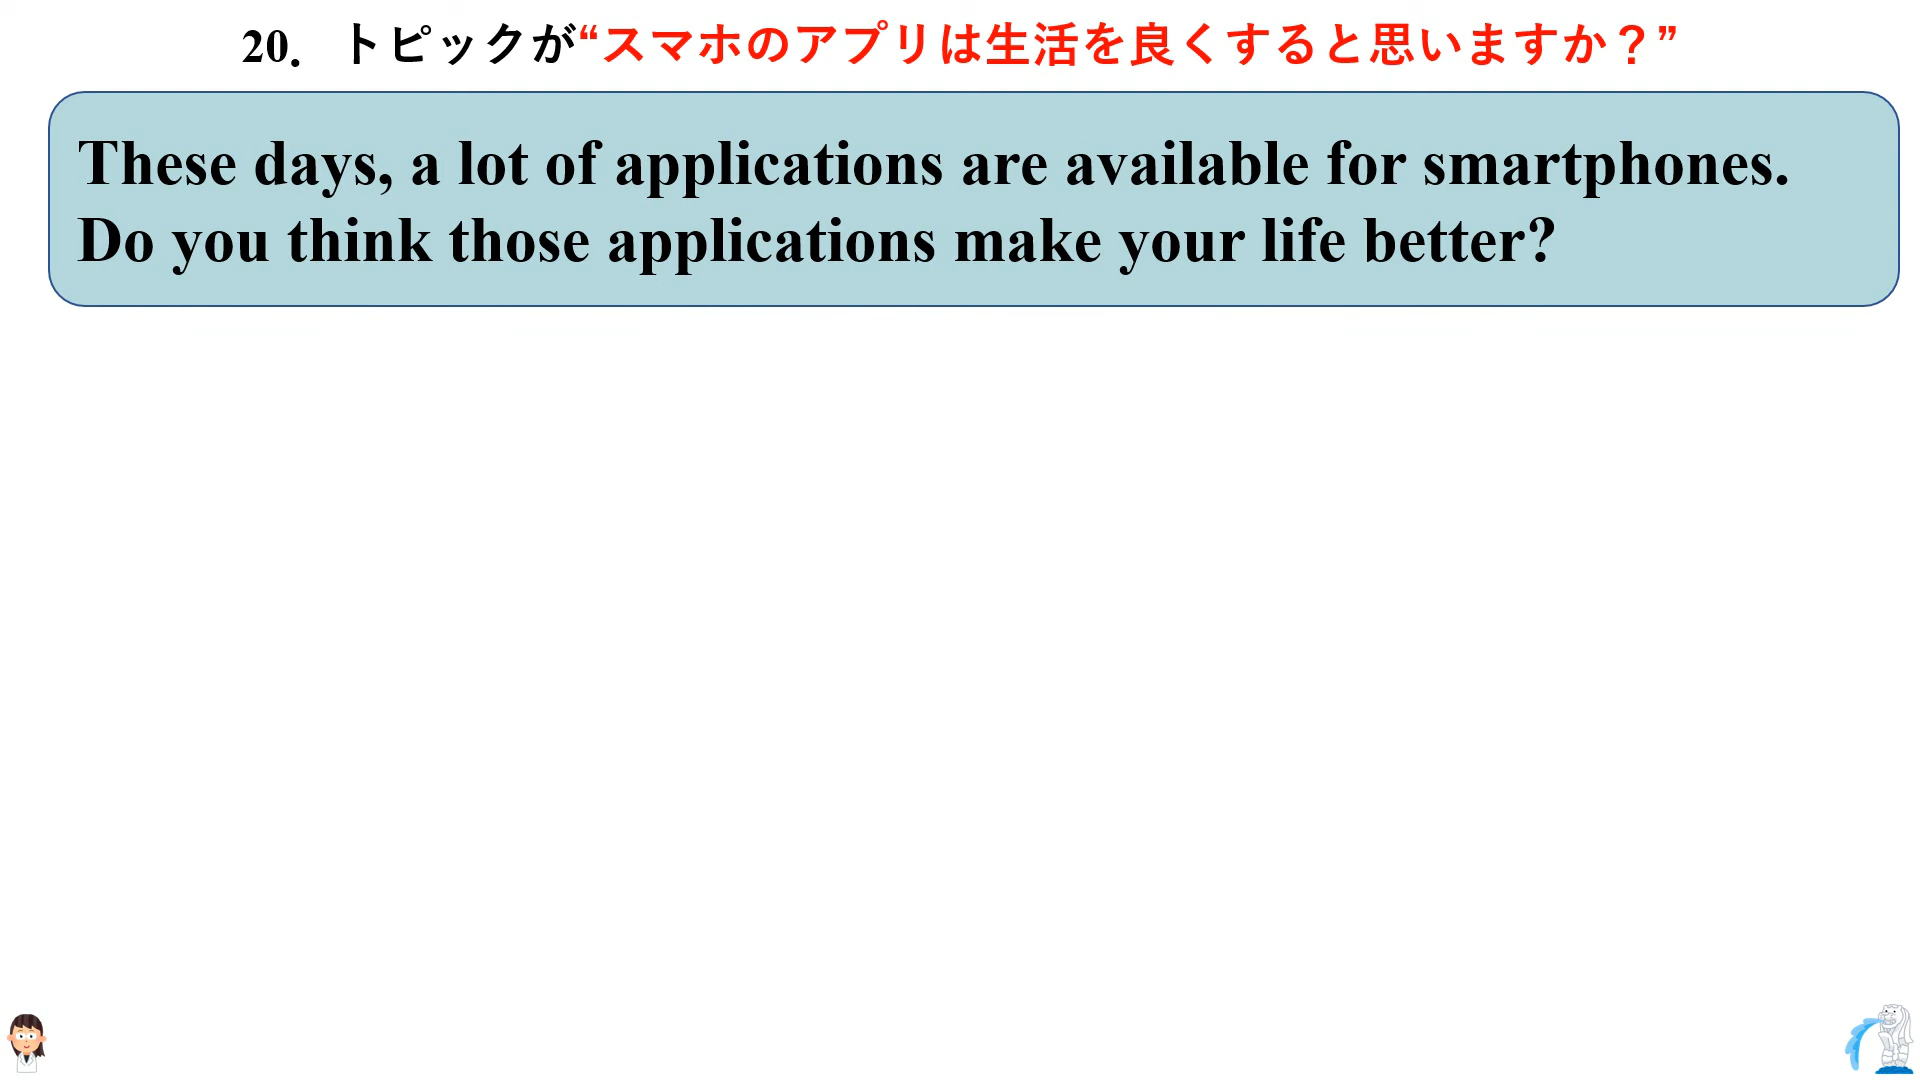 20． トピックが“スマホのアプリは生活を良くすると思いますか？”
These days, a lot of applications are available for smartphones.
Do you think those applications make your life better?